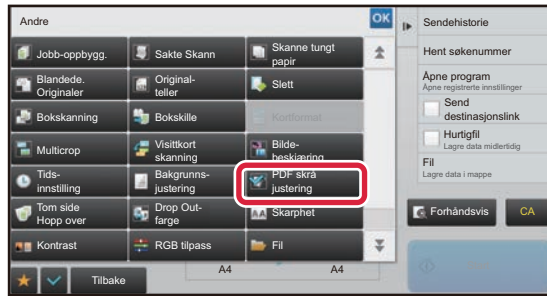 Andre
OK
Jobb-oppbygg.
Sakte Skann
Skanne tungt
papir
Blandede.
Originaler
Original-
teller
Slett
Bokskanning
Bokskille
Kortformat
Multicrop
Visittkort
skanning
Bilde-
beskjæring
Tids-
innstilling
Bakgrunns-
justering
PDF skrå
justering
Tom side
Hopp over
Drop Out-
farge
AA Skarphet
Kontrast
RGB tilpass
Fil
Tilbake
A4
A4
Sendehistorie
Hent søkenummer
Åpne program
Åpne registrerte innstillinger
Send
destinasjonslink
Hurtigfil
Lagre data midlertidig
Fil
Lagre data i mappe
Forhåndsvis
CA